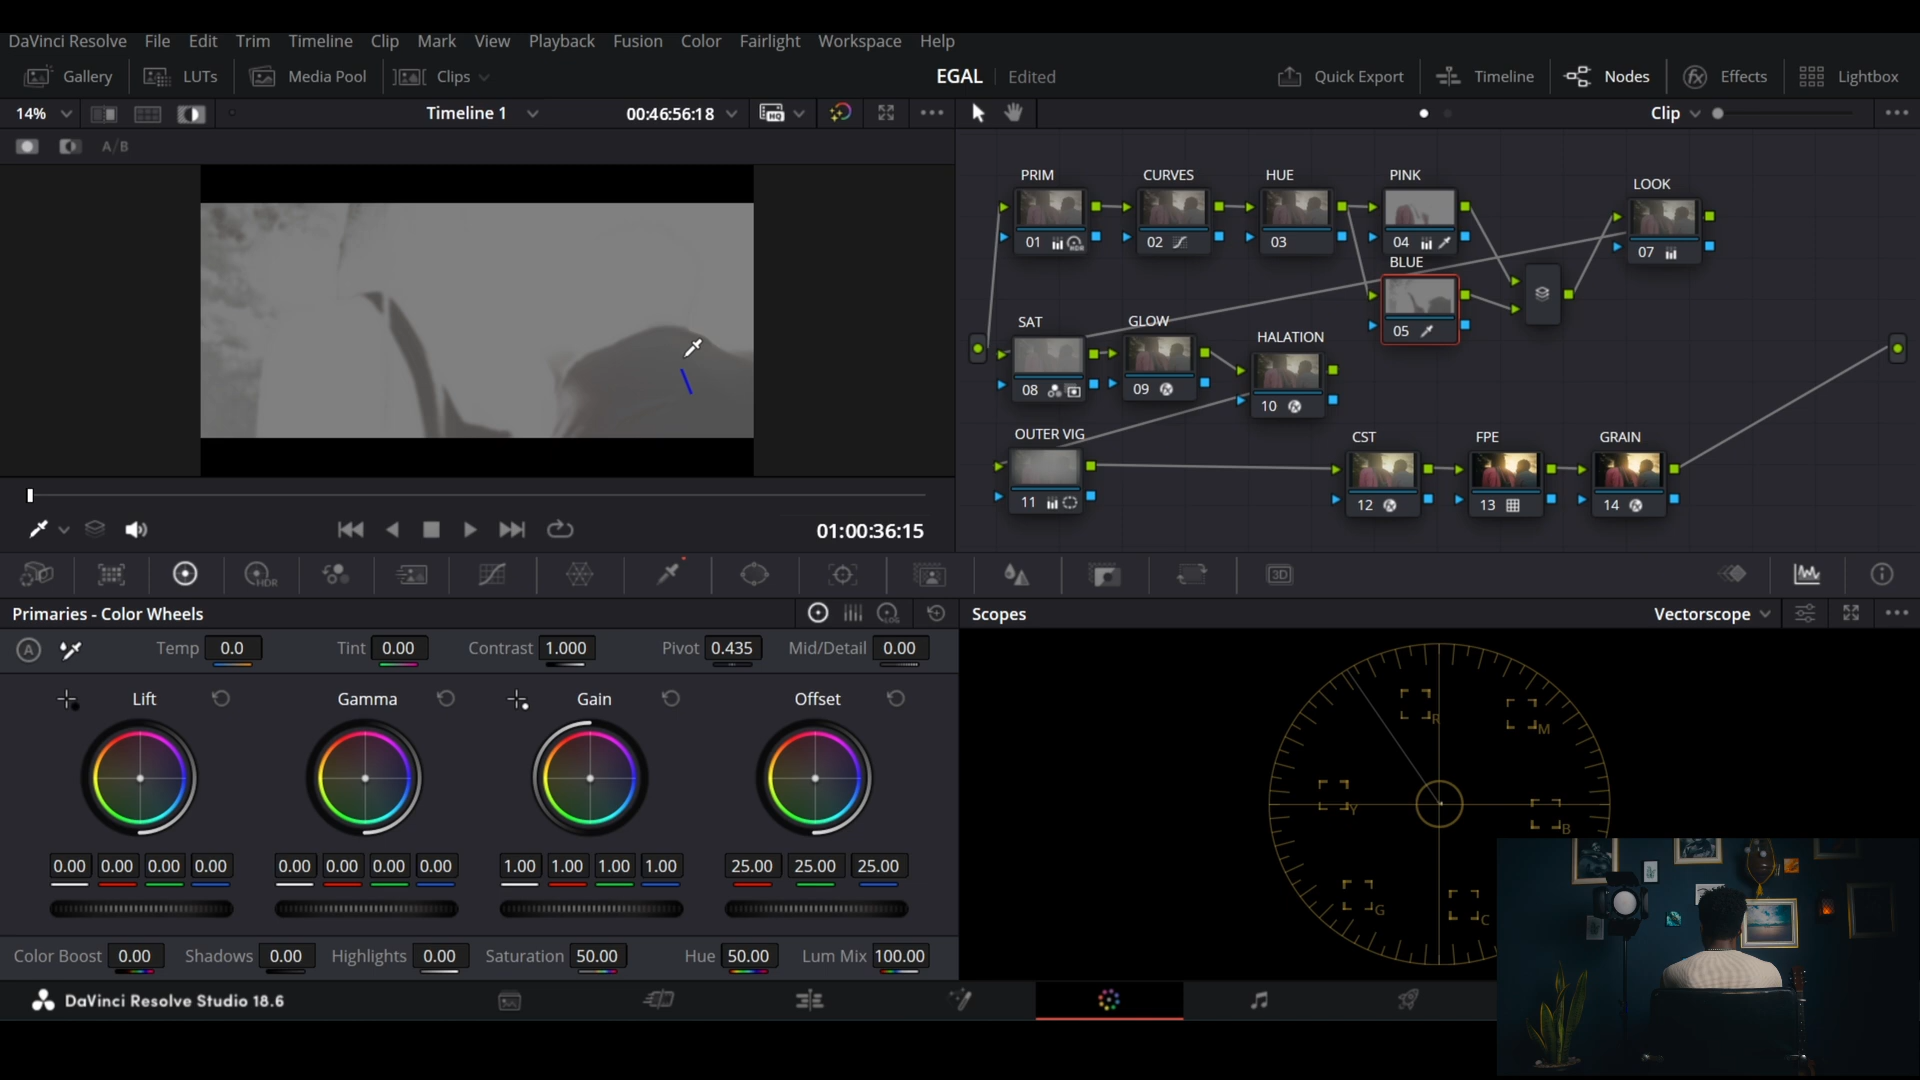 DaVinci Resolve File Edit Trim Timeline Clip Mark View Playback Fusion Color Fairlight Workspace Help
Gallery LUTs Media Pool Clips EGAL Edited Quick Export Timeline Nodes Effects Lightbox
14% Timeline 1 00:46:56:18 HQ Clip
A/B
PRIM CURVES HUE PINK LOOK
01 HDR 02 03 04 07
BLUE
05
SAT GLOW HALATION
08 09 10
OUTER VIG CST FPE GRAIN
11 12 13 14
01:00:36:15
HDR 3D
Primaries - Color Wheels LOG Scopes Vectorscope
A Temp 0.0 Tint 0.00 Contrast 1.000 Pivot 0.435 Mid/Detail 0.00
Lift Gamma Gain Offset
R M Y B G C
0.00 0.00 0.00 0.00 0.00 0.00 0.00 0.00 1.00 1.00 1.00 1.00 25.00 25.00 25.00
Color Boost 0.00 Shadows 0.00 Highlights 0.00 Saturation 50.00 Hue 50.00 Lum Mix 100.00
DaVinci Resolve Studio 18.6